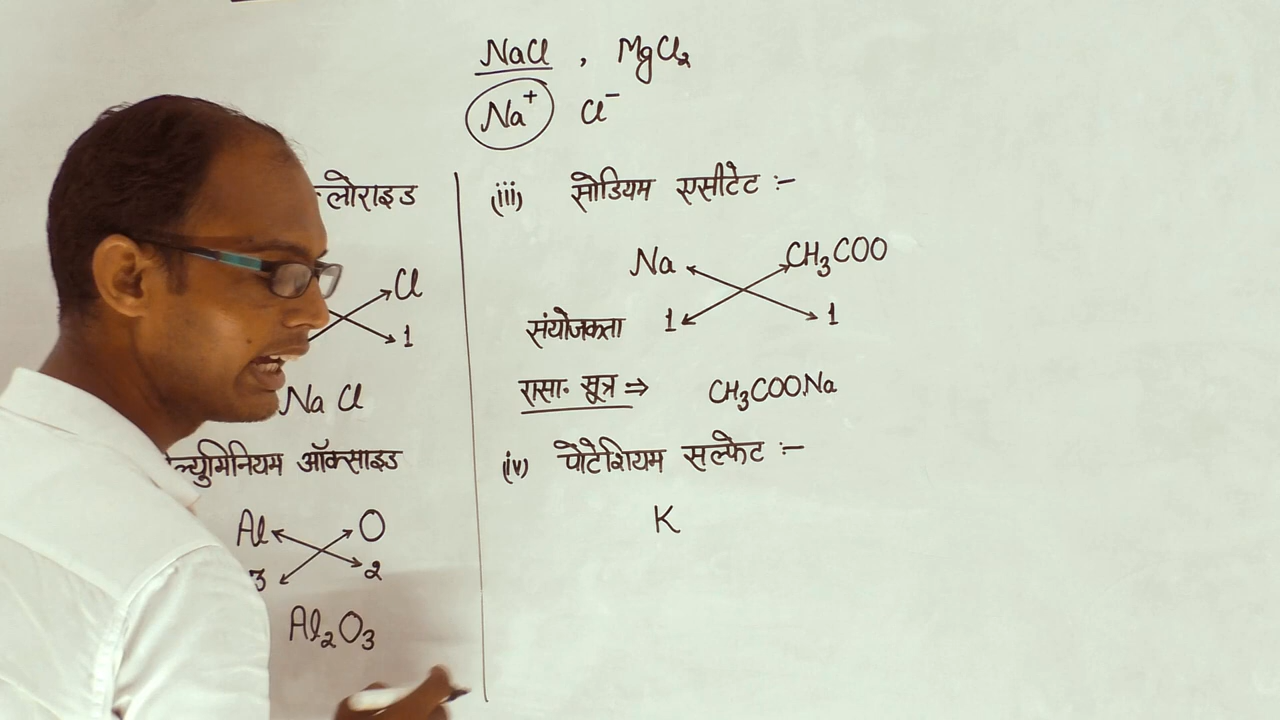 NaCl , MgCl₂
Na⁺ Cl⁻
लोराइड
Cl
1
Na Cl
ल्युमिनियम ऑक्साइड
Al O
3 2
Al₂O₃
(iii) सोडियम एसीटेट :-
Na CH₃COO
संयोजकता 1 1
रासा. सूत्र ⇒ CH₃COONa
(iv) पोटेशियम सल्फेट :-
K